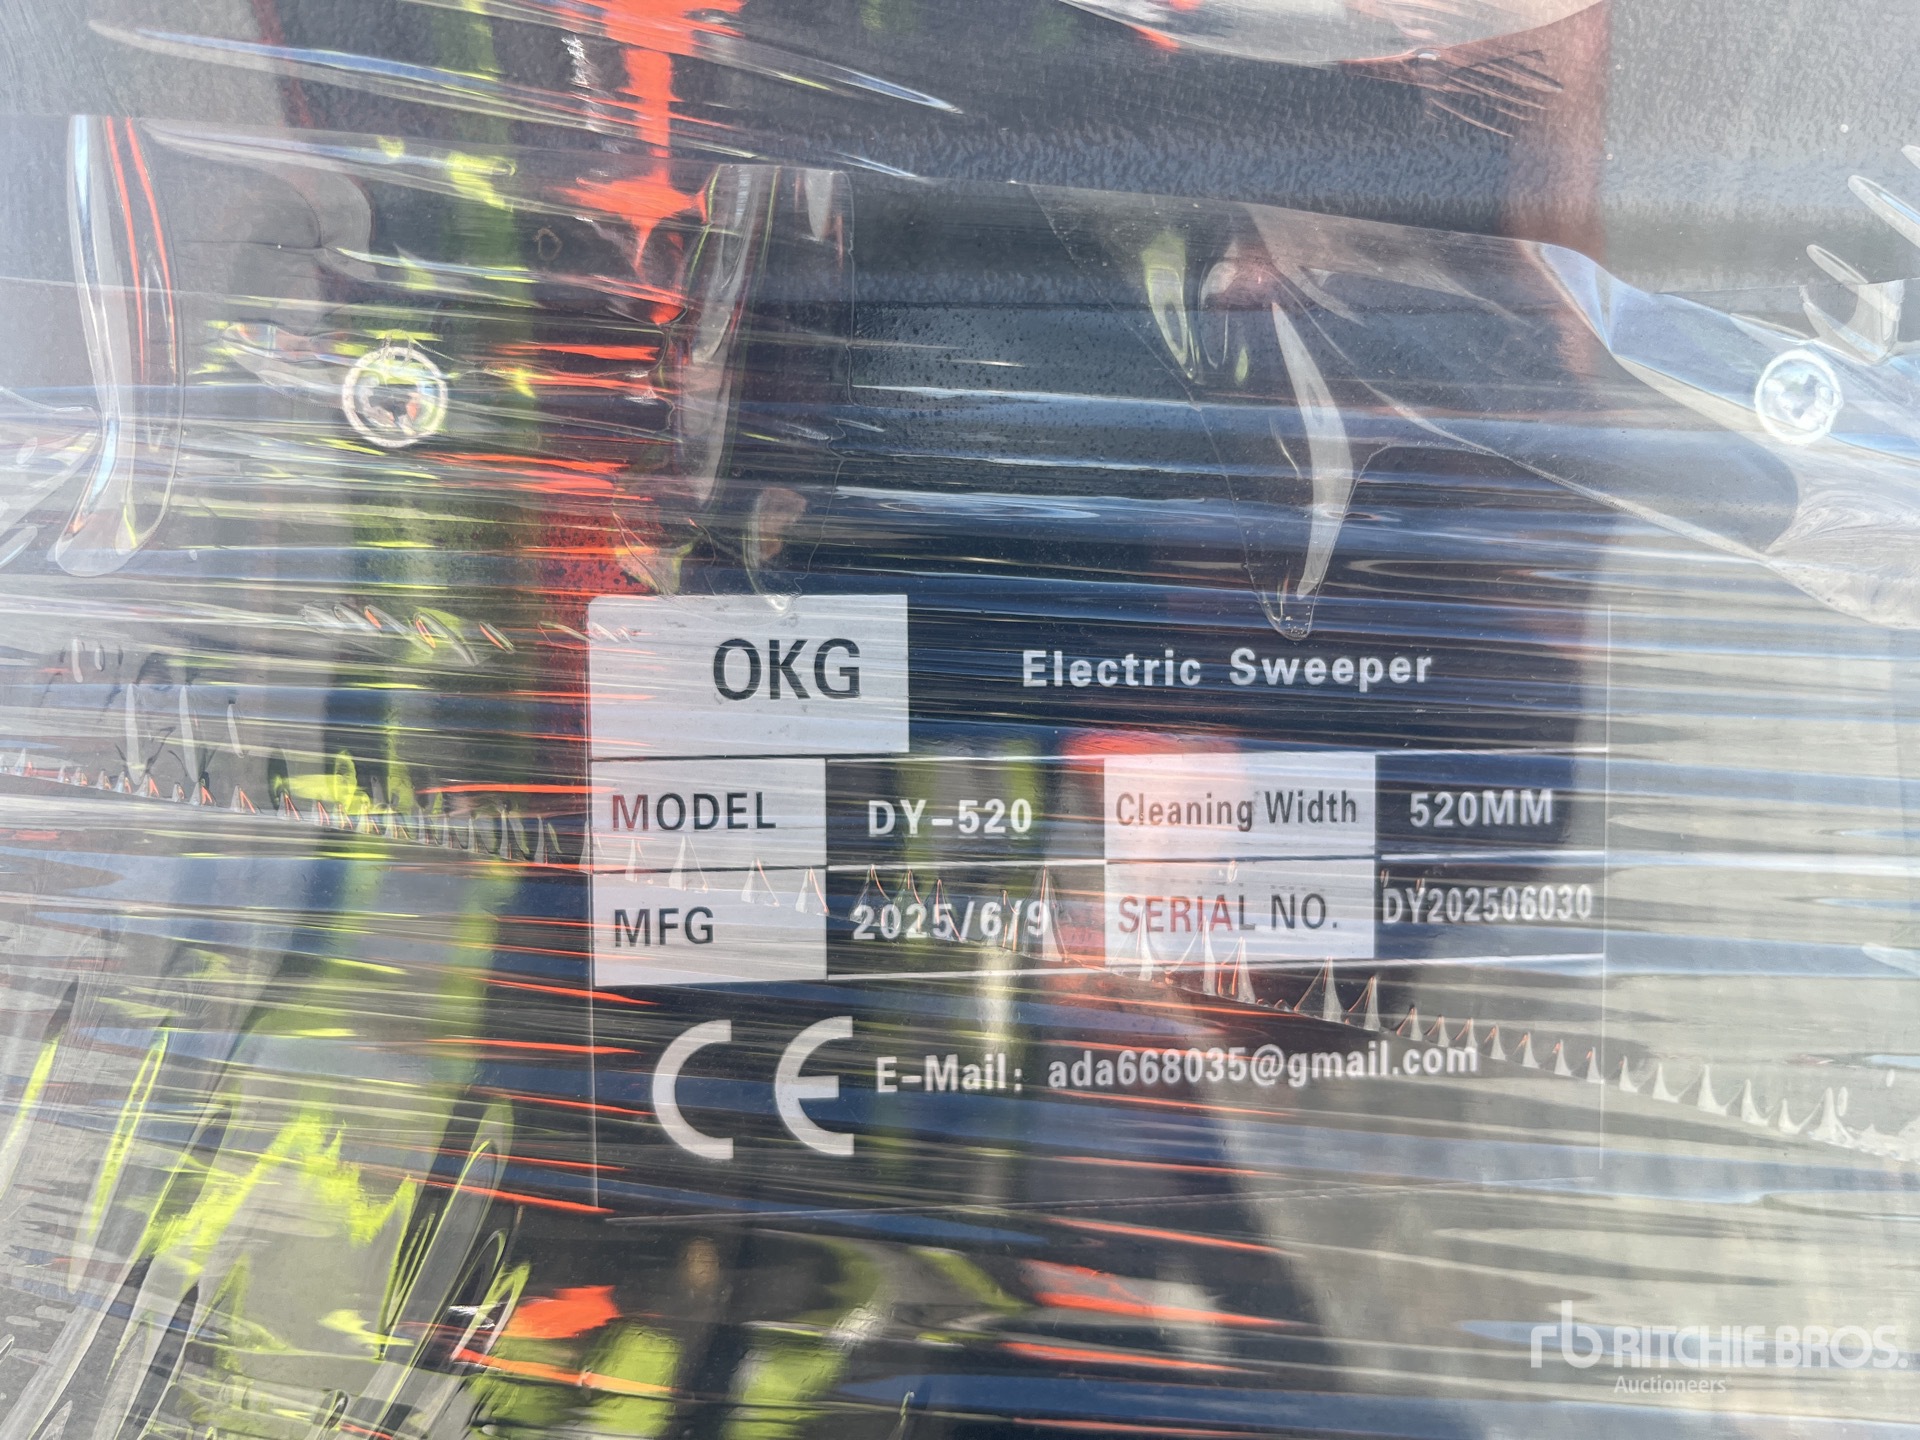 OKG Electric Sweeper
MODEL DY-520 Cleaning Width 520MM
MFG 2025/6/9 SERIAL NO. DY202506030
CE E-Mail: ada668035@gmail.com
rb RITCHIE BROS.
Auctioneers